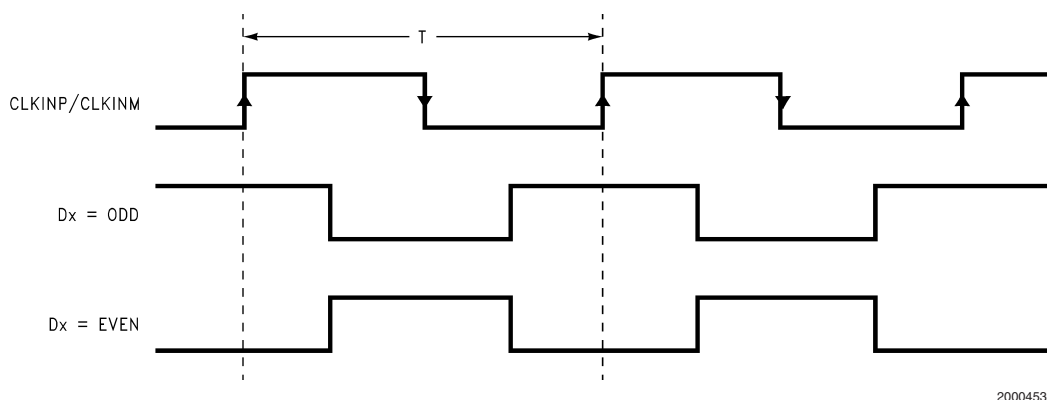 T
CLKINP/CLKINM
Dx = ODD
Dx = EVEN
2000453